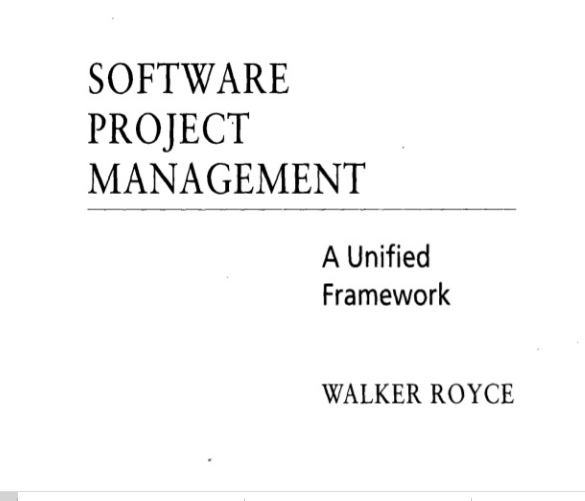 SOFTWARE
PROJECT
MANAGEMENT
A Unified
Framework
WALKER ROYCE